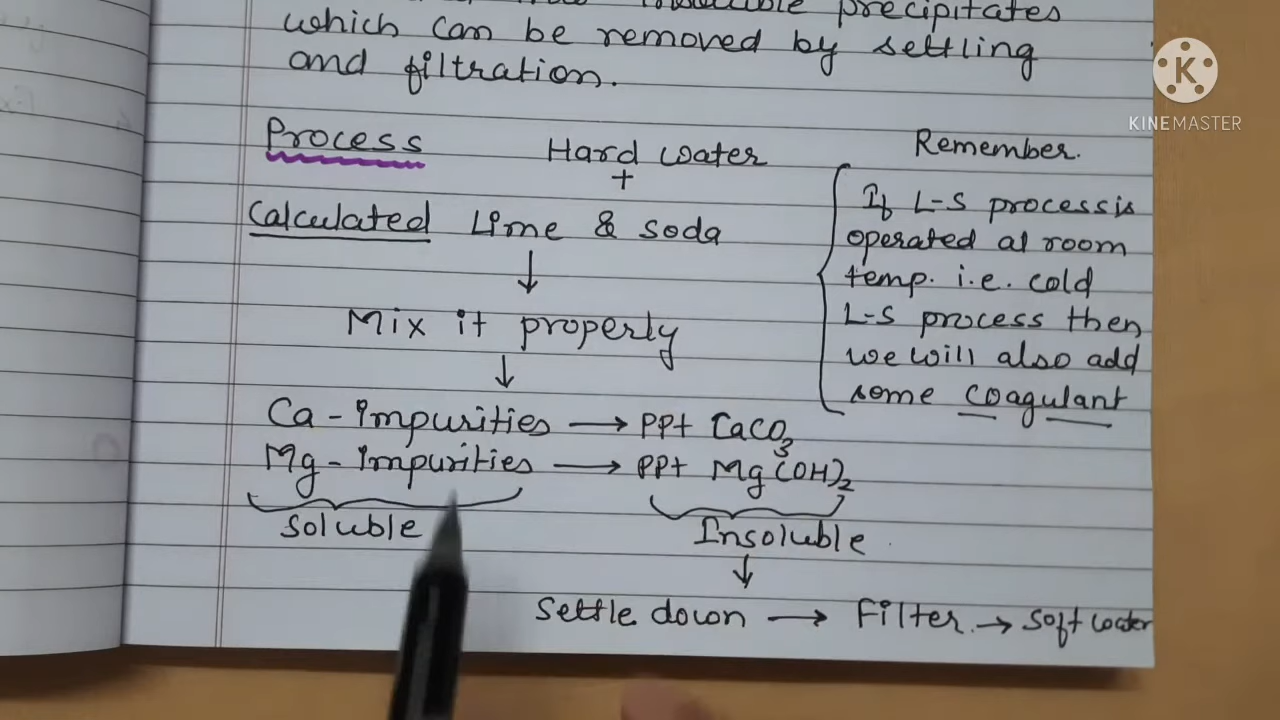 precipitates
which can be removed by settling
and filtration.
Process
Hard water
+
Calculated Lime & soda
↓
Mix it properly
↓
Ca-Impurities → PPt CaCO3
Mg-Impurities → PPt Mg(OH)2
Soluble
Insoluble
↓
Settle down → Filter. → Soft water
Remember.
If L-S process is
operated at room
temp. i.e. cold
L-S process then
we will also add
some coagulant
K
KINEMASTER